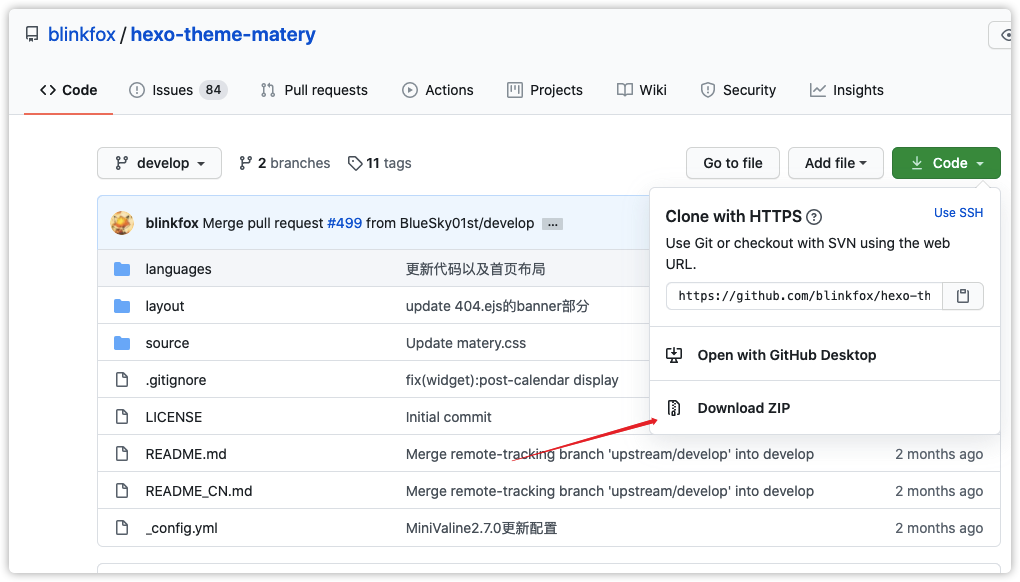 blinkfox / hexo-theme-matery
Code Issues 84 Pull requests Actions Projects Wiki Security Insights
develop 2 branches 11 tags Go to file Add file Code
blinkfox Merge pull request #499 from BlueSky01st/develop ...
Clone with HTTPS Use SSH
Use Git or checkout with SVN using the web
URL.
https://github.com/blinkfox/hexo-th
Open with GitHub Desktop
Download ZIP
languages 更新代码以及首页布局
layout update 404.ejs的banner部分
source Update matery.css
.gitignore fix(widget):post-calendar display
LICENSE Initial commit
README.md Merge remote-tracking branch 'upstream/develop' into develop 2 months ago
README_CN.md Merge remote-tracking branch 'upstream/develop' into develop 2 months ago
_config.yml MiniValine2.7.0更新配置 2 months ago